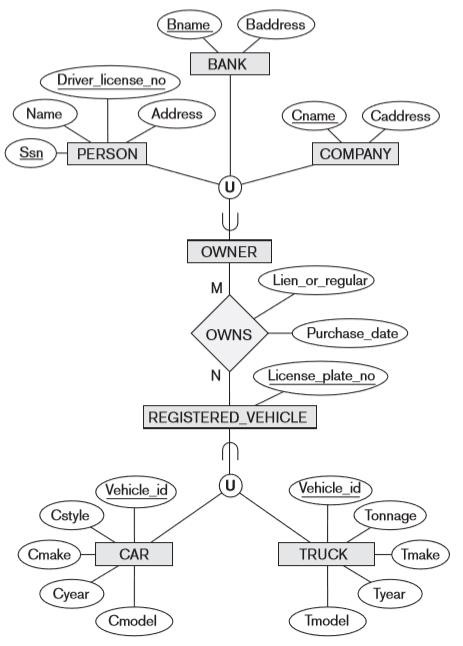 Bname Baddress
BANK
Driver_license_no
Name Address Cname Caddress
Ssn PERSON COMPANY
U
OWNER
M Lien_or_regular
OWNS Purchase_date
N License_plate_no
REGISTERED_VEHICLE
U
Vehicle_id Vehicle_id
Cstyle Tonnage
Cmake CAR TRUCK Tmake
Cyear Tyear
Cmodel Tmodel